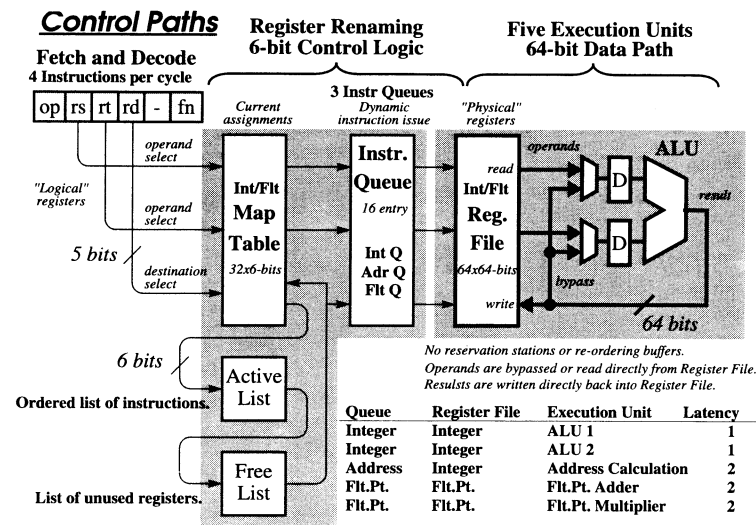 Control Paths
Register Renaming
6-bit Control Logic
Five Execution Units
64-bit Data Path
Fetch and Decode
4 Instructions per cycle
op rs rt rd - fn
Current
assignments
3 Instr Queues
Dynamic
instruction issue
"Physical"
registers
operand
select
"Logical"
registers
operand
select
5 bits
destination
select
Int/Flt
Map
Table
32x6-bits
Instr.
Queue
16 entry
Int Q
Adr Q
Flt Q
read
Int/Flt
Reg.
File
64x64-bits
write
operands
ALU
D
D
result
bypass
64 bits
6 bits
Active
List
Ordered list of instructions.
Free
List
List of unused registers.
No reservation stations or re-ordering buffers.
Operands are bypassed or read directly from Register File.
Resulsts are written directly back into Register File.
Queue Register File Execution Unit Latency
Integer Integer ALU 1 1
Integer Integer ALU 2 1
Address Integer Address Calculation 2
Flt.Pt. Flt.Pt. Flt.Pt. Adder 2
Flt.Pt. Flt.Pt. Flt.Pt. Multiplier 2